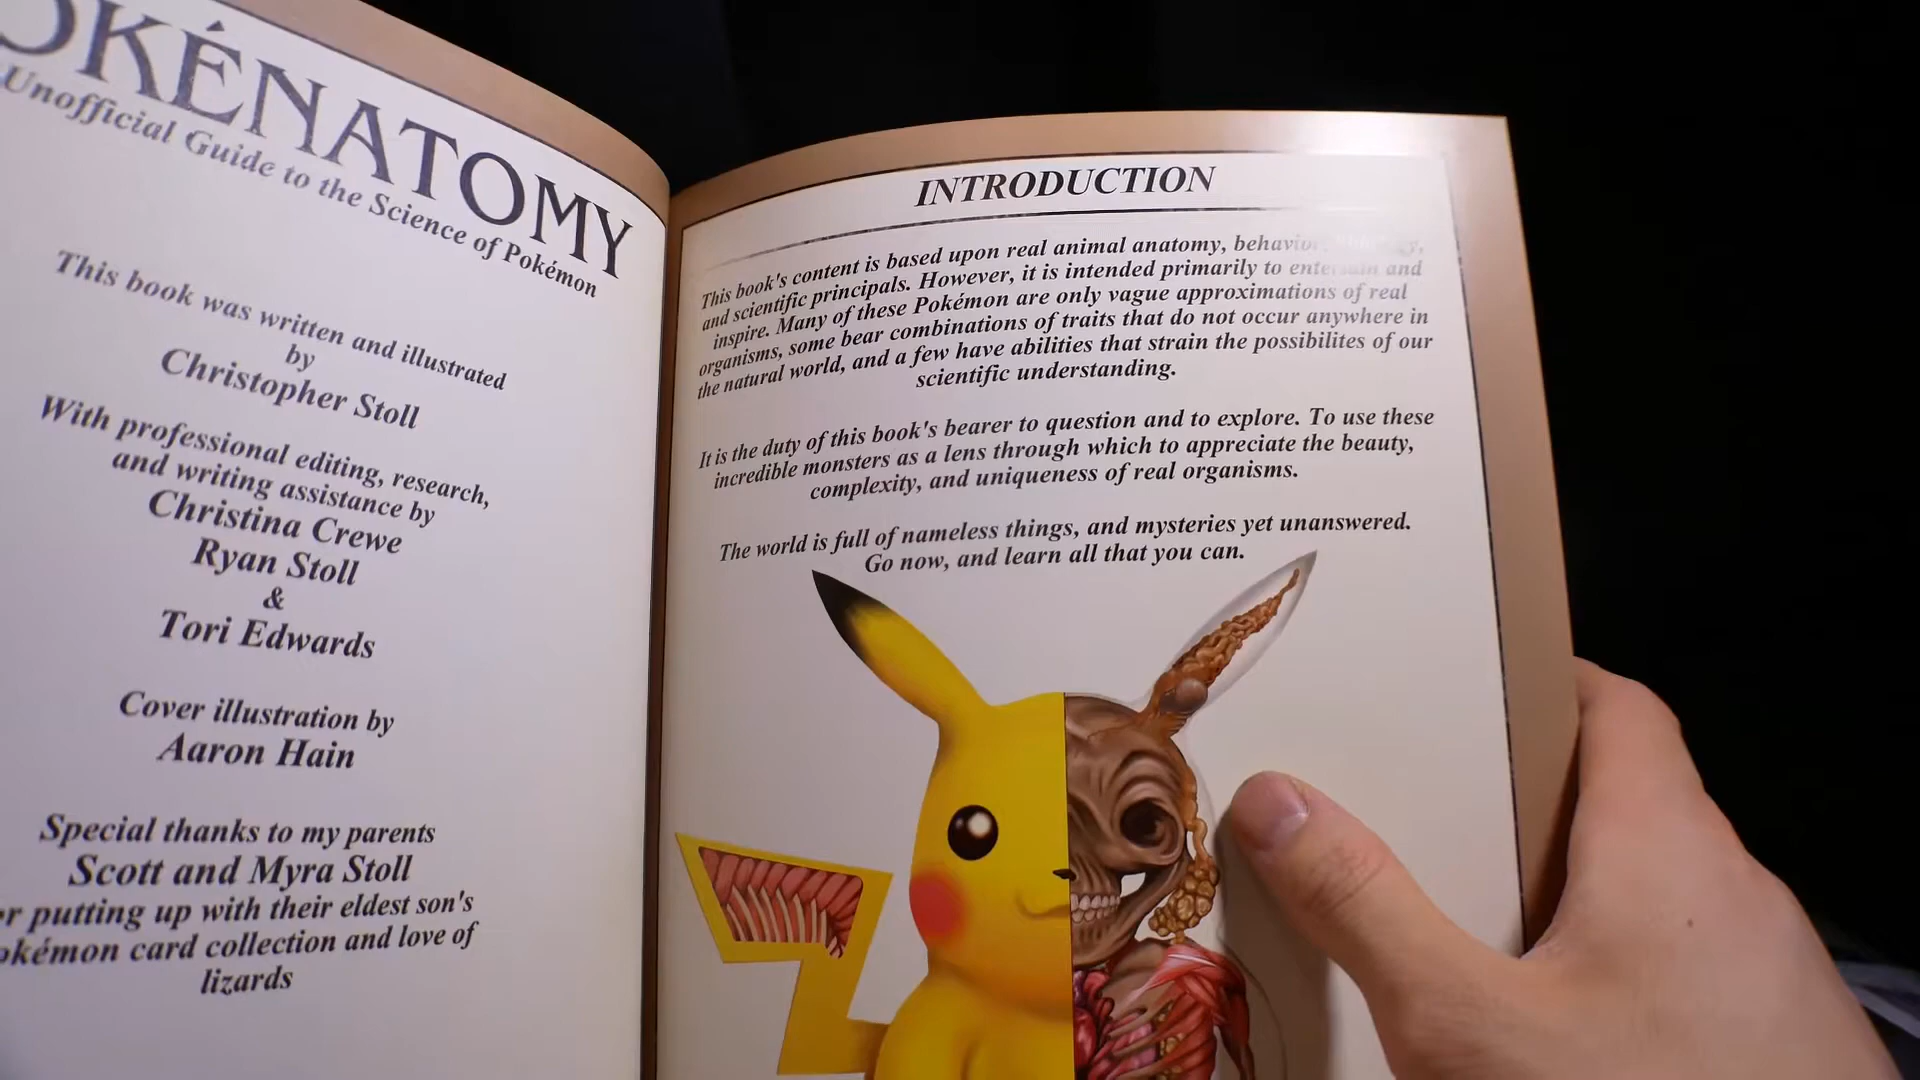 OKÉNATOMY
Unofficial Guide to the Science of Pokémon
This book was written and illustrated
by
Christopher Stoll
With professional editing, research,
and writing assistance by
Christina Crewe
Ryan Stoll
&
Tori Edwards
Cover illustration by
Aaron Hain
Special thanks to my parents
Scott and Myra Stoll
or putting up with their eldest son's
okémon card collection and love of
lizards
INTRODUCTION
This book's content is based upon real animal anatomy,
and scientific principals. However, it is intended primarily to entertain and
inspire. Many of these Pokémon are only vague approximations of real
organisms, some bear combinations of traits that do not occur anywhere in
the natural world, and a few have abilities that strain the possibilites of our
scientific understanding.
It is the duty of this book's bearer to question and to explore. To use these
incredible monsters as a lens through which to appreciate the beauty,
complexity, and uniqueness of real organisms.
The world is full of nameless things, and mysteries yet unanswered.
Go now, and learn all that you can.